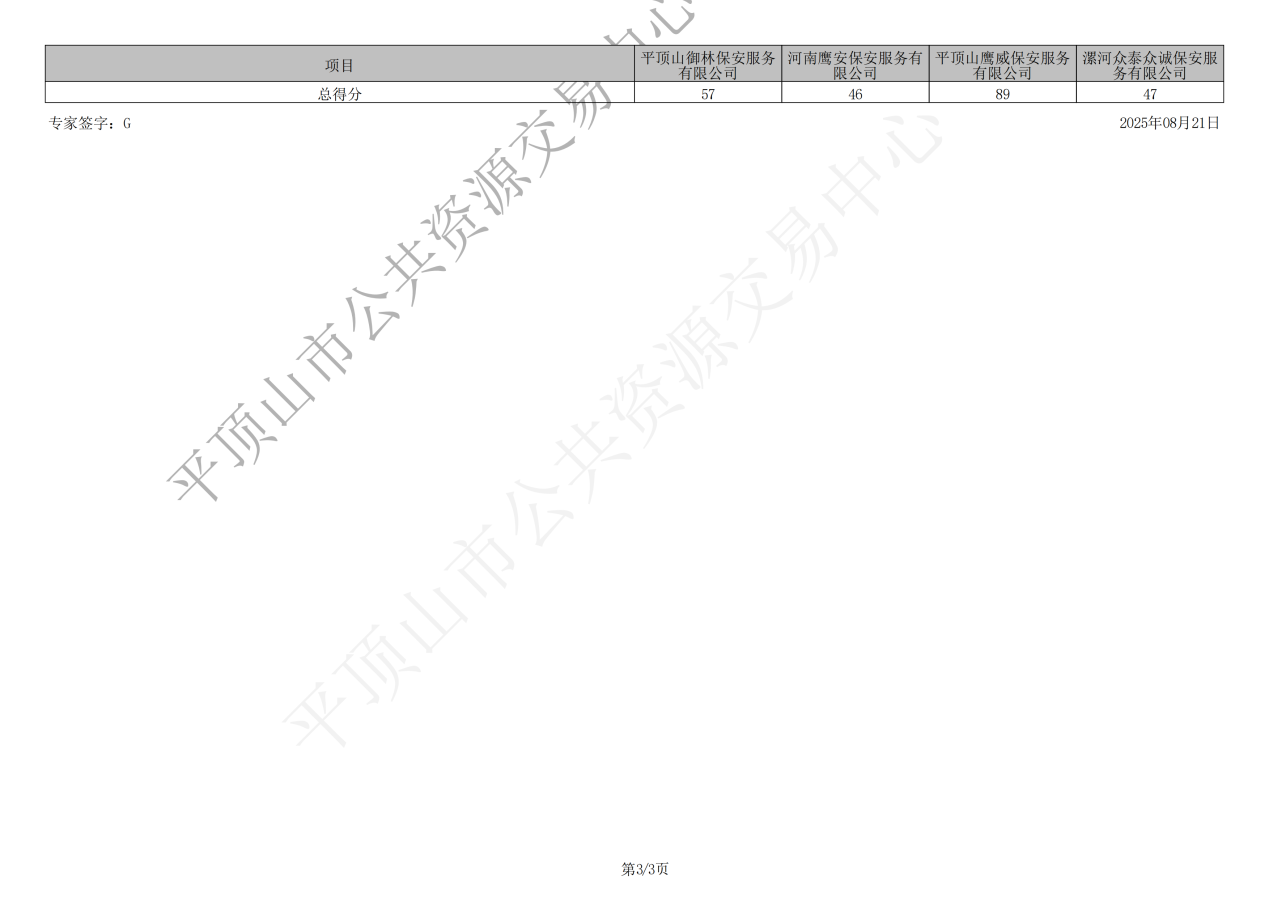 项目
平顶山御林保安服务
有限公司
河南鹰安保安服务有
限公司
平顶山鹰威保安服务
有限公司
漯河众泰众诚保安服
务有限公司
总得分 57 46 89 47
专家签字：G 2025年08月21日
平顶山市公共资源交易中心
平顶山市公共资源交易中心
第3/3页